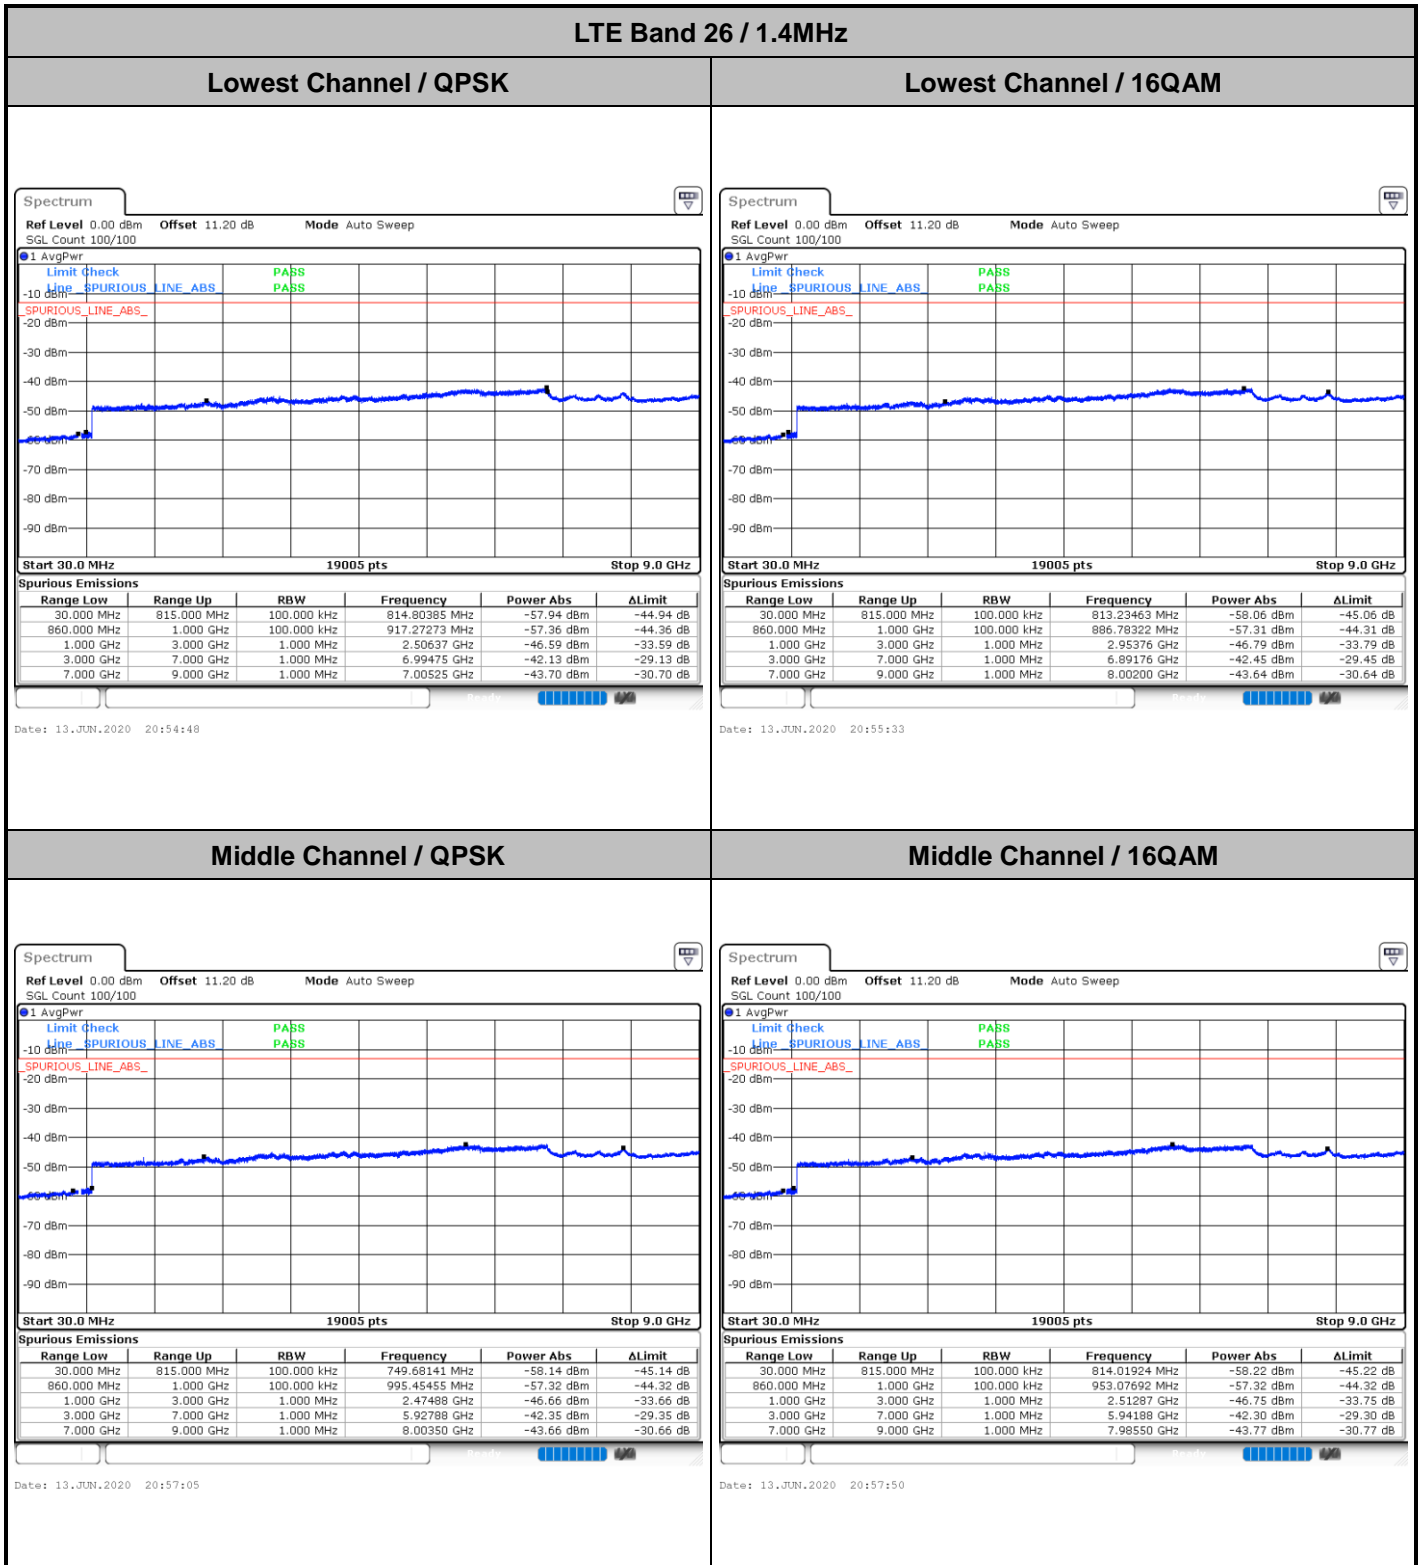 LTE Band 26 / 1.4MHz
Lowest Channel / QPSK
Lowest Channel / 16QAM
Spectrum
Ref Level 0.00 dBm Offset 11.20 dB Mode Auto Sweep
SGL Count 100/100
1 AvgPwr
Limit Check PASS
Line _SPURIOUS_LINE_ABS_ PASS
-10 dBm
_SPURIOUS_LINE_ABS_
-20 dBm
-30 dBm
-40 dBm
-50 dBm
-60 dBm
-70 dBm
-80 dBm
-90 dBm
Start 30.0 MHz 19005 pts Stop 9.0 GHz
Spurious Emissions
Range Low Range Up RBW Frequency Power Abs ΔLimit
30.000 MHz 815.000 MHz 100.000 kHz 814.80385 MHz -57.94 dBm -44.94 dB
860.000 MHz 1.000 GHz 100.000 kHz 917.27273 MHz -57.36 dBm -44.36 dB
1.000 GHz 3.000 GHz 1.000 MHz 2.50637 GHz -46.59 dBm -33.59 dB
3.000 GHz 7.000 GHz 1.000 MHz 6.99475 GHz -42.13 dBm -29.13 dB
7.000 GHz 9.000 GHz 1.000 MHz 7.00525 GHz -43.70 dBm -30.70 dB
Date: 13.JUN.2020 20:54:48
Spectrum
Ref Level 0.00 dBm Offset 11.20 dB Mode Auto Sweep
SGL Count 100/100
1 AvgPwr
Limit Check PASS
Line _SPURIOUS_LINE_ABS_ PASS
-10 dBm
_SPURIOUS_LINE_ABS_
-20 dBm
-30 dBm
-40 dBm
-50 dBm
-60 dBm
-70 dBm
-80 dBm
-90 dBm
Start 30.0 MHz 19005 pts Stop 9.0 GHz
Spurious Emissions
Range Low Range Up RBW Frequency Power Abs ΔLimit
30.000 MHz 815.000 MHz 100.000 kHz 813.23463 MHz -58.06 dBm -45.06 dB
860.000 MHz 1.000 GHz 100.000 kHz 886.78322 MHz -57.31 dBm -44.31 dB
1.000 GHz 3.000 GHz 1.000 MHz 2.95376 GHz -46.79 dBm -33.79 dB
3.000 GHz 7.000 GHz 1.000 MHz 6.89176 GHz -42.45 dBm -29.45 dB
7.000 GHz 9.000 GHz 1.000 MHz 8.00200 GHz -43.64 dBm -30.64 dB
Date: 13.JUN.2020 20:55:33
Middle Channel / QPSK
Middle Channel / 16QAM
Spectrum
Ref Level 0.00 dBm Offset 11.20 dB Mode Auto Sweep
SGL Count 100/100
1 AvgPwr
Limit Check PASS
Line _SPURIOUS_LINE_ABS_ PASS
-10 dBm
_SPURIOUS_LINE_ABS_
-20 dBm
-30 dBm
-40 dBm
-50 dBm
-60 dBm
-70 dBm
-80 dBm
-90 dBm
Start 30.0 MHz 19005 pts Stop 9.0 GHz
Spurious Emissions
Range Low Range Up RBW Frequency Power Abs ΔLimit
30.000 MHz 815.000 MHz 100.000 kHz 749.68141 MHz -58.14 dBm -45.14 dB
860.000 MHz 1.000 GHz 100.000 kHz 995.45455 MHz -57.32 dBm -44.32 dB
1.000 GHz 3.000 GHz 1.000 MHz 2.47488 GHz -46.66 dBm -33.66 dB
3.000 GHz 7.000 GHz 1.000 MHz 5.92788 GHz -42.35 dBm -29.35 dB
7.000 GHz 9.000 GHz 1.000 MHz 8.00350 GHz -43.66 dBm -30.66 dB
Date: 13.JUN.2020 20:57:05
Spectrum
Ref Level 0.00 dBm Offset 11.20 dB Mode Auto Sweep
SGL Count 100/100
1 AvgPwr
Limit Check PASS
Line _SPURIOUS_LINE_ABS_ PASS
-10 dBm
_SPURIOUS_LINE_ABS_
-20 dBm
-30 dBm
-40 dBm
-50 dBm
-60 dBm
-70 dBm
-80 dBm
-90 dBm
Start 30.0 MHz 19005 pts Stop 9.0 GHz
Spurious Emissions
Range Low Range Up RBW Frequency Power Abs ΔLimit
30.000 MHz 815.000 MHz 100.000 kHz 814.01924 MHz -58.22 dBm -45.22 dB
860.000 MHz 1.000 GHz 100.000 kHz 953.07692 MHz -57.32 dBm -44.32 dB
1.000 GHz 3.000 GHz 1.000 MHz 2.51287 GHz -46.75 dBm -33.75 dB
3.000 GHz 7.000 GHz 1.000 MHz 5.94188 GHz -42.30 dBm -29.30 dB
7.000 GHz 9.000 GHz 1.000 MHz 7.98550 GHz -43.77 dBm -30.77 dB
Date: 13.JUN.2020 20:57:50